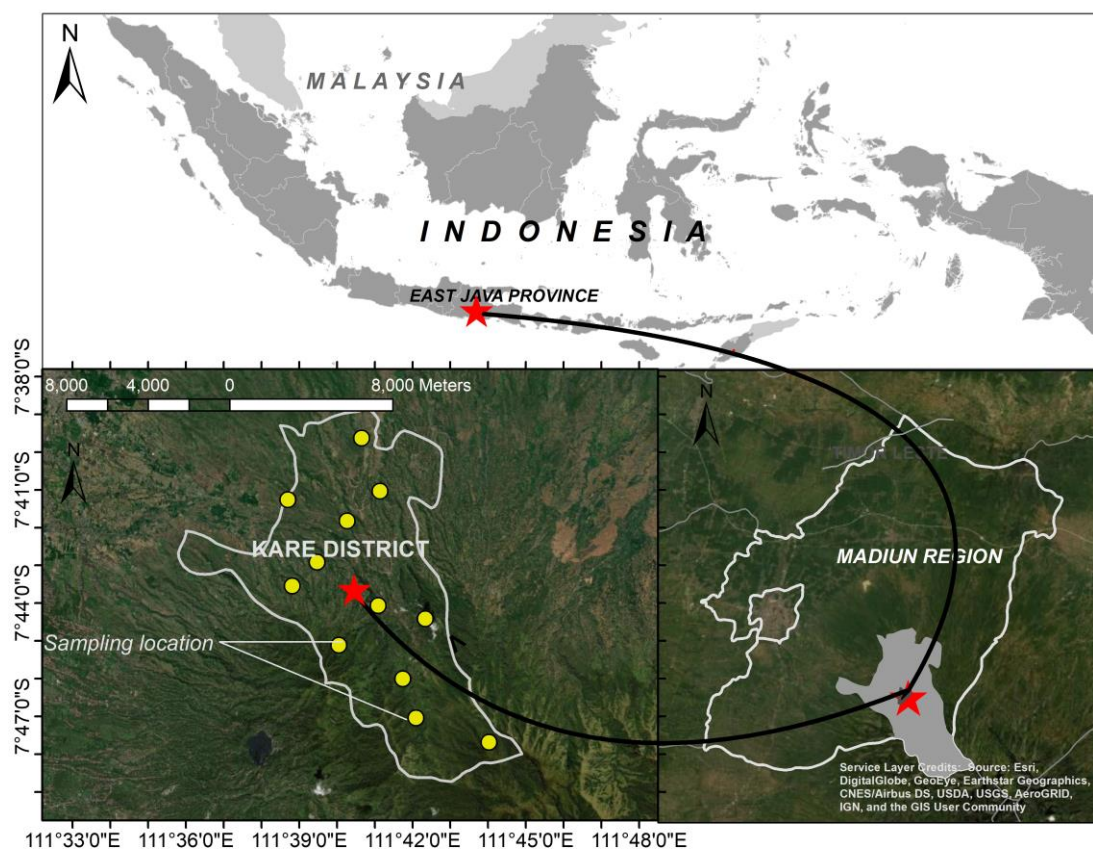 N
MALAYSIA
INDONESIA
EAST JAVA PROVINCE
8,000 4,000 0 8,000 Meters
N
KARE DISTRICT
Sampling location
7°38'0"S
7°41'0"S
7°44'0"S
7°47'0"S
111°33'0"E 111°36'0"E 111°39'0"E 111°42'0"E 111°45'0"E 111°48'0"E
N
TIMOR LESTE
MADIUN REGION
Service Layer Credits: Source: Esri,
DigitalGlobe, GeoEye, Earthstar Geographics,
CNES/Airbus DS, USDA, USGS, AeroGRID,
IGN, and the GIS User Community